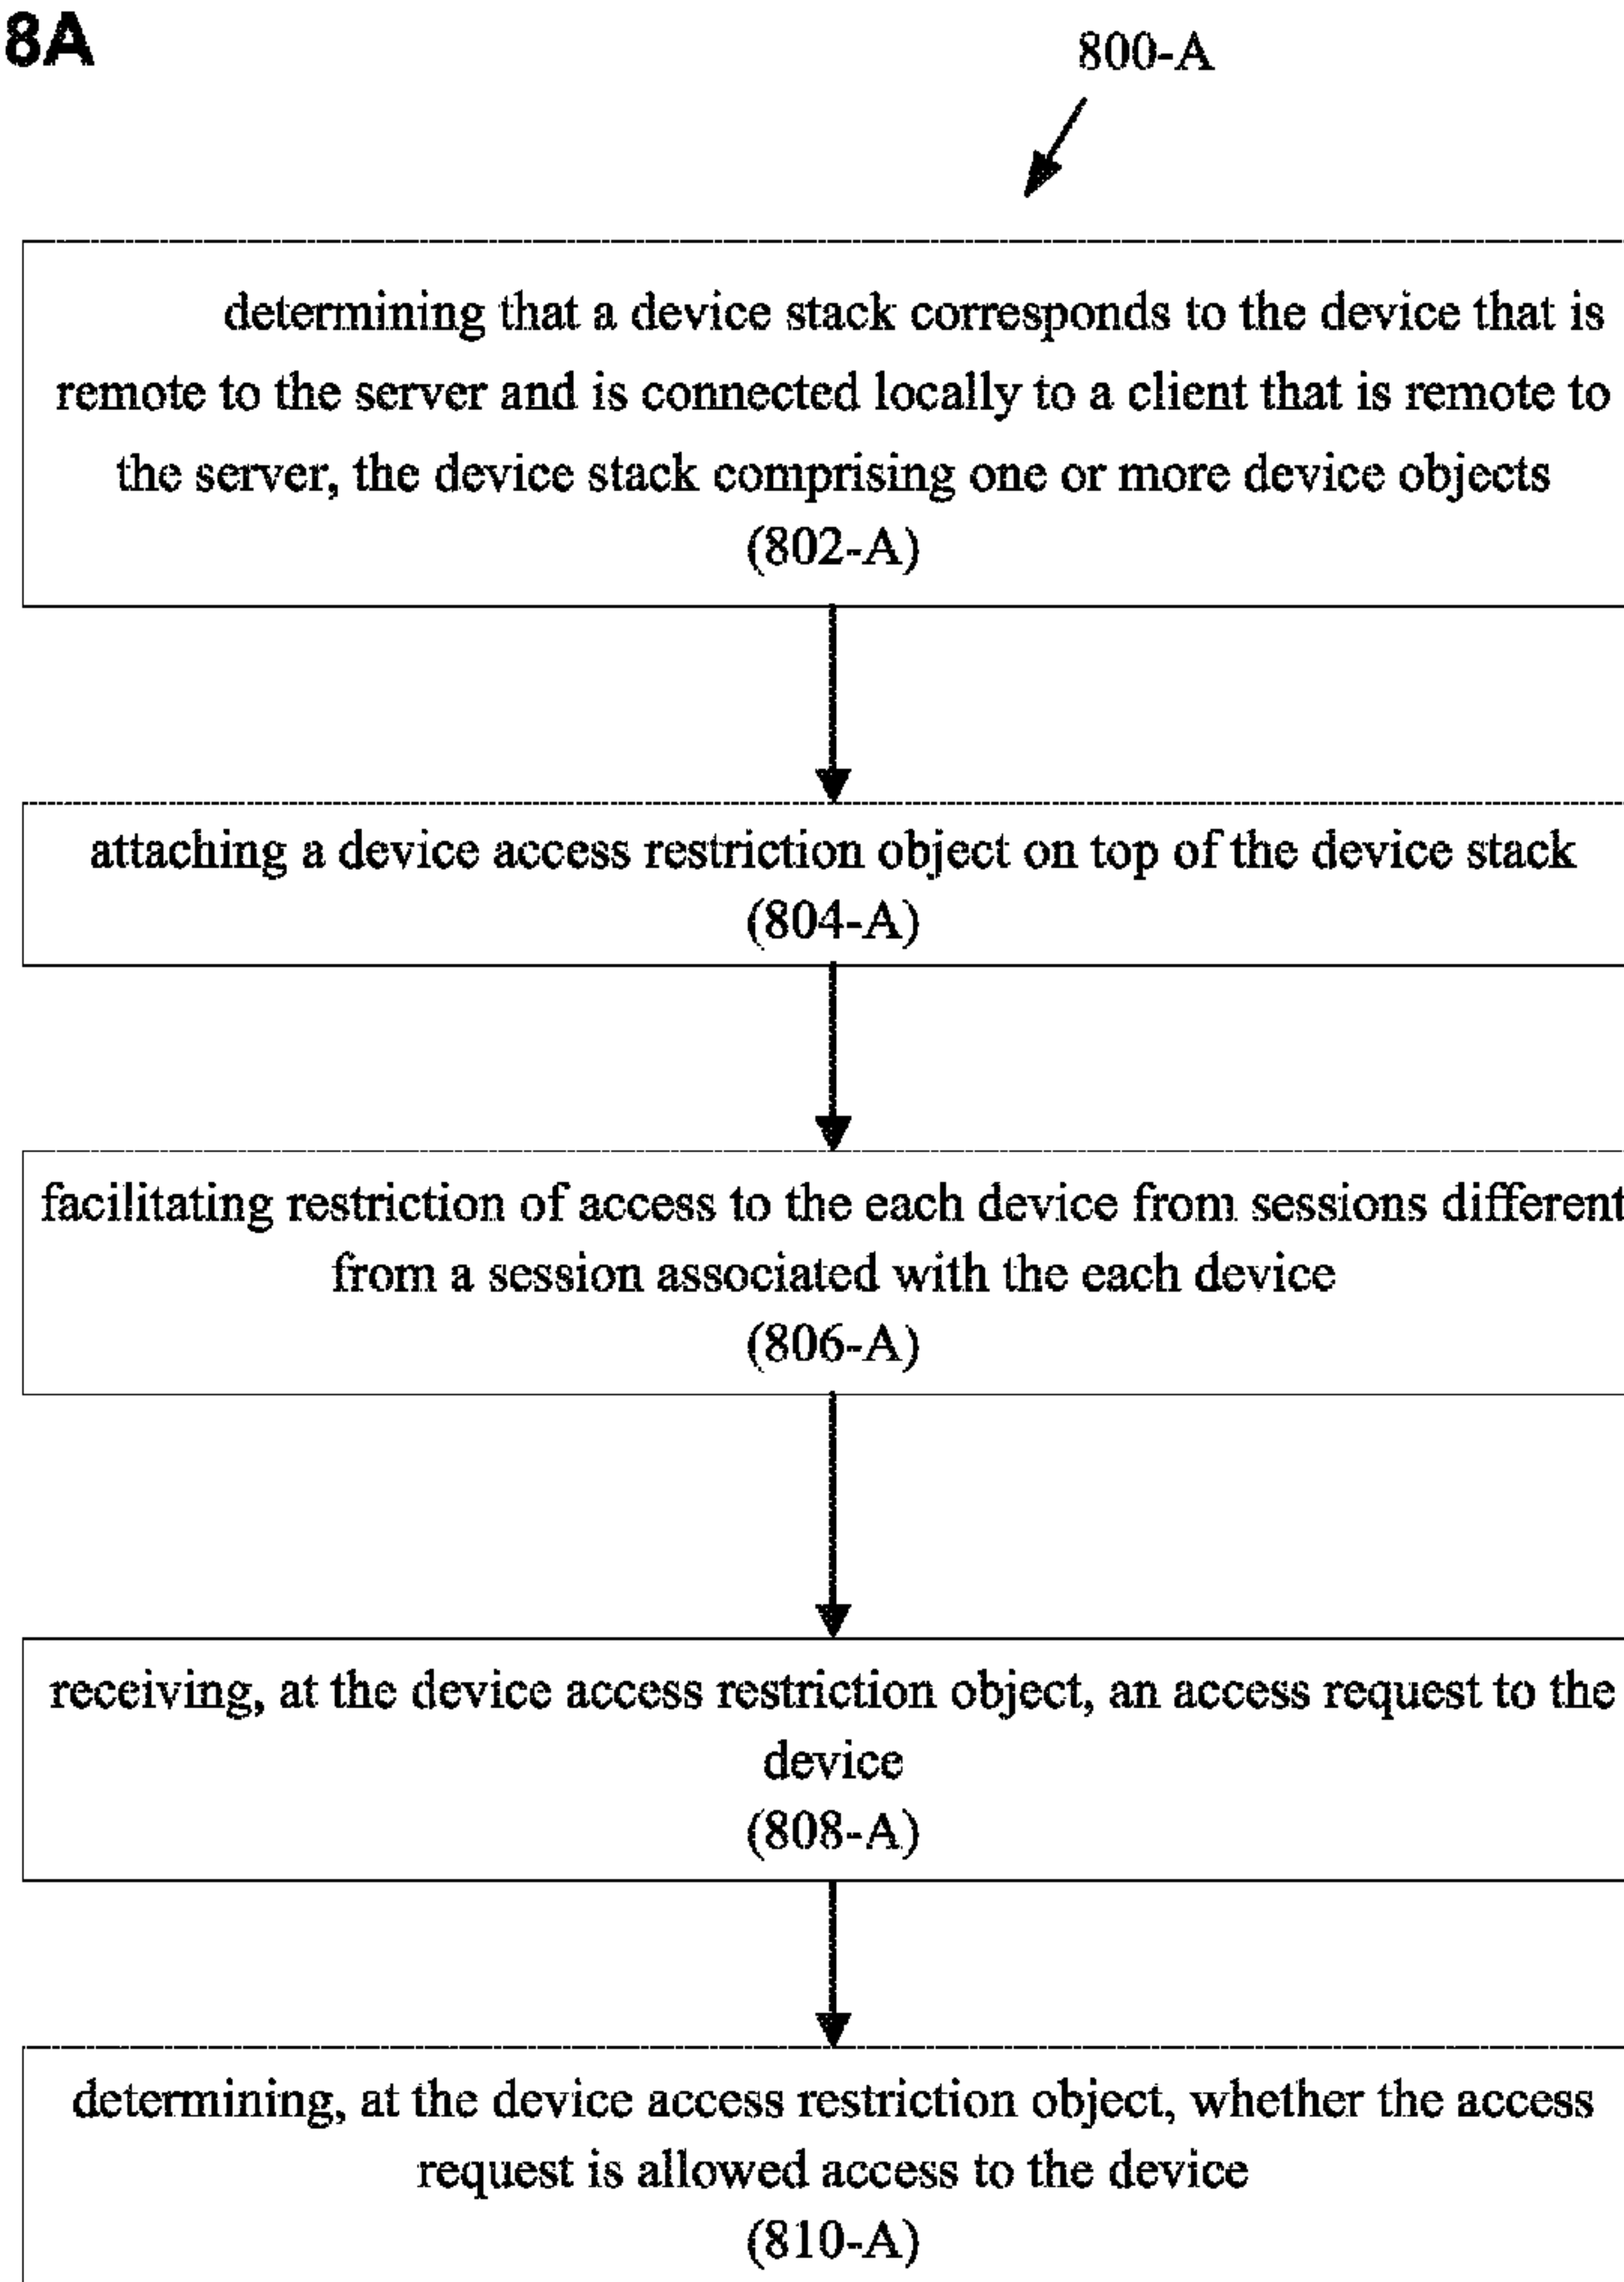 8A
800-A
determining that a device stack corresponds to the device that is
remote to the server and is connected locally to a client that is remote to
the server, the device stack comprising one or more device objects
(802-A)
attaching a device access restriction object on top of the device stack
(804-A)
facilitating restriction of access to the each device from sessions different
from a session associated with the each device
(806-A)
receiving, at the device access restriction object, an access request to the
device
(808-A)
determining, at the device access restriction object, whether the access
request is allowed access to the device
(810-A)